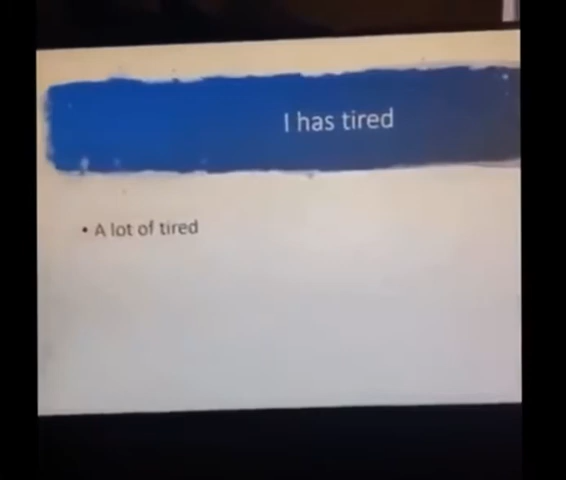 I has tired
• A lot of tired